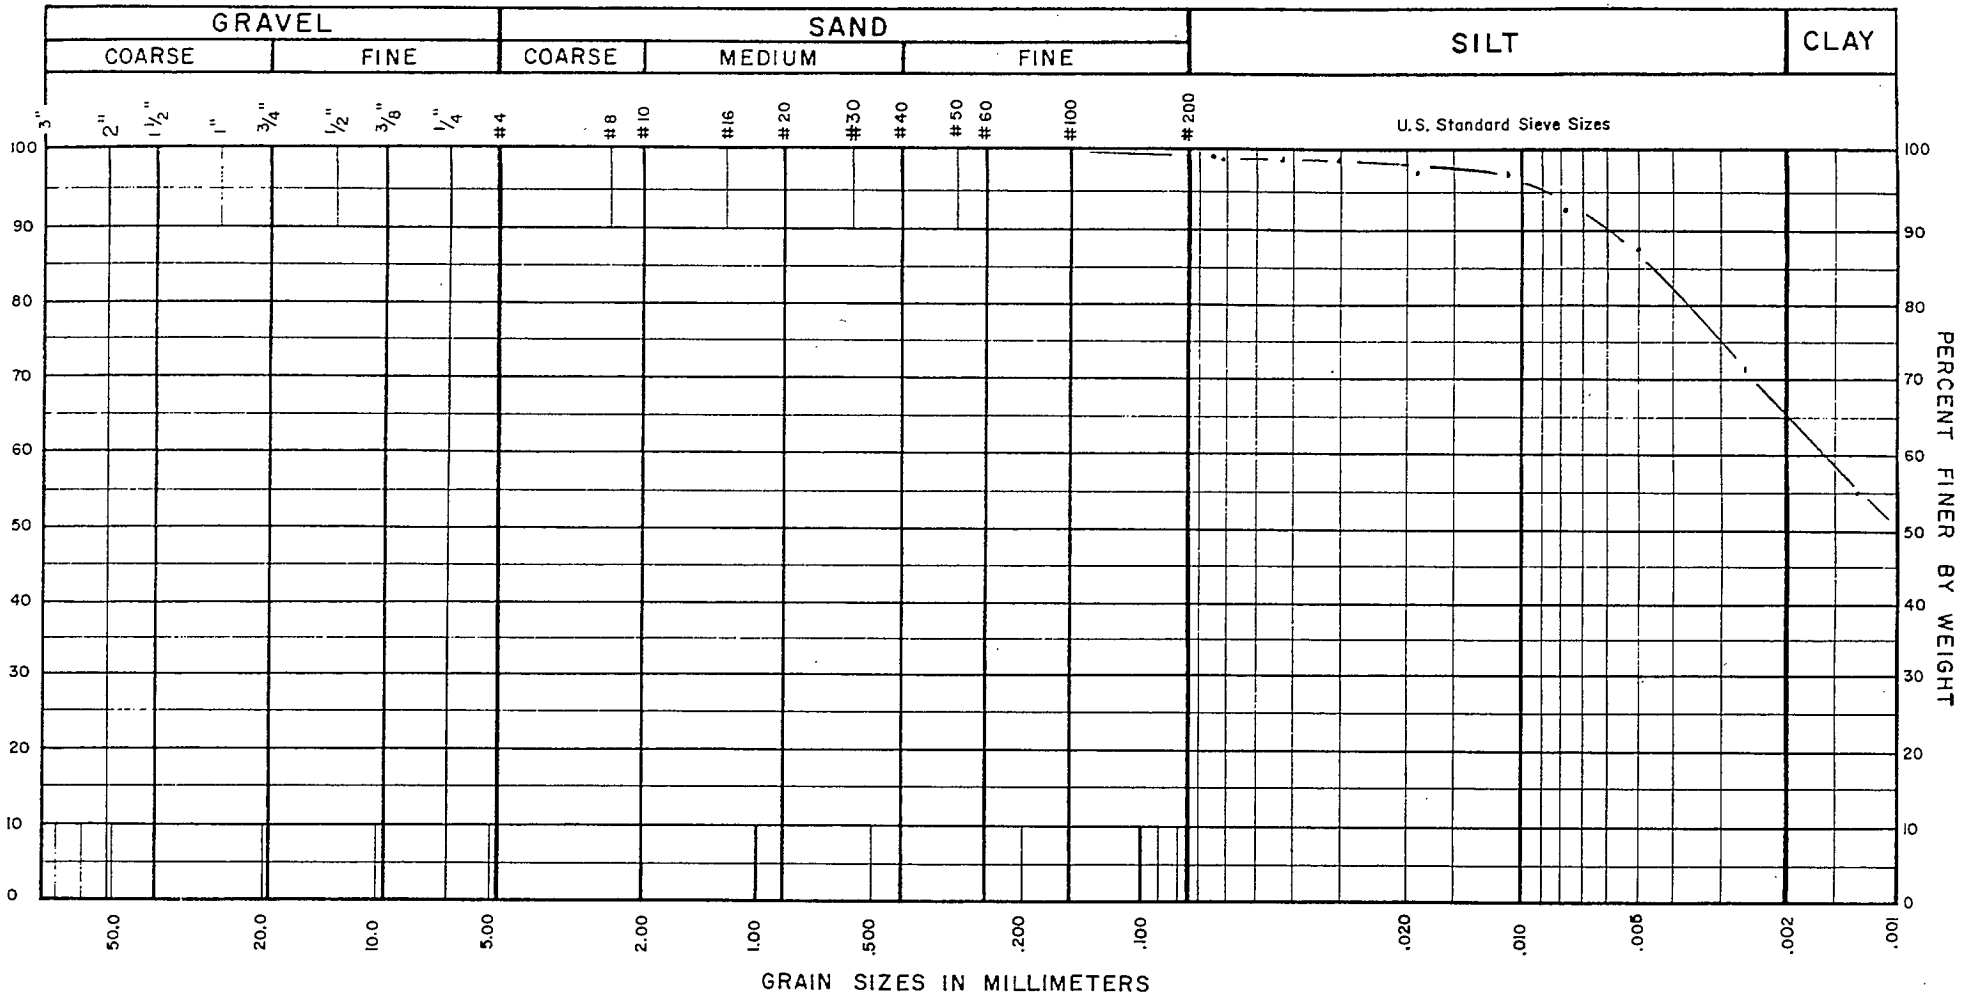 GRAVEL SAND SILT CLAY
COARSE FINE COARSE MEDIUM FINE
3" 2" 1½" 1" 3/4" ½" 3/8" ¼" #4 #8 #10 #16 #20 #30 #40 #50 #60 #100 #200
U.S. Standard Sieve Sizes
100 100
90 90
80 80
70 70
60 60
50 50
40 40
30 30
20 20
10 10
0 0
PERCENT FINER BY WEIGHT
50.0 20.0 10.0 5.00 2.00 1.00 .500 .200 .100 .020 .010 .005 .002 .001
GRAIN SIZES IN MILLIMETERS